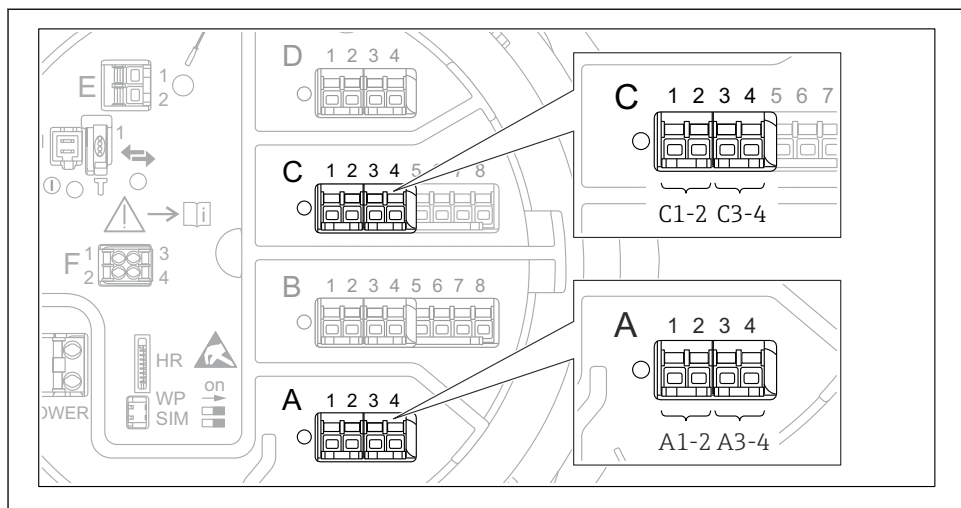 D 1 2 3 4
E 1
2
1
C 1 2 3 4 5 6 7 8
F 1 3
2 4
B 1 2 3 4 5 6 7 8
HR
WP on
SIM
OWER
A 1 2 3 4
C 1 2 3 4 5 6 7
C1-2 C3-4
A 1 2 3 4
A1-2 A3-4